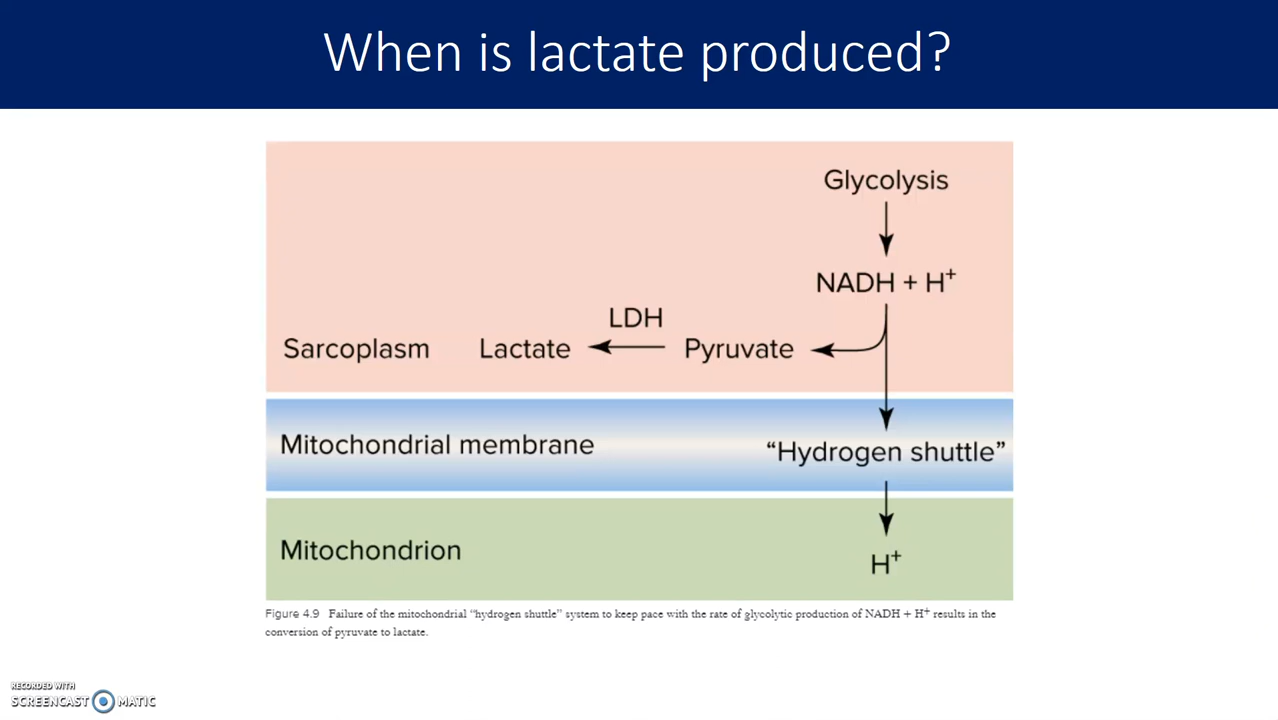 When is lactate produced?
Glycolysis
NADH + H⁺
LDH
Sarcoplasm Lactate Pyruvate
Mitochondrial membrane “Hydrogen shuttle”
Mitochondrion
H⁺
Figure 4.9 Failure of the mitochondrial “hydrogen shuttle” system to keep pace with the rate of glycolytic production of NADH + H⁺ results in the
conversion of pyruvate to lactate.
RECORDED WITH
SCREENCAST MATIC